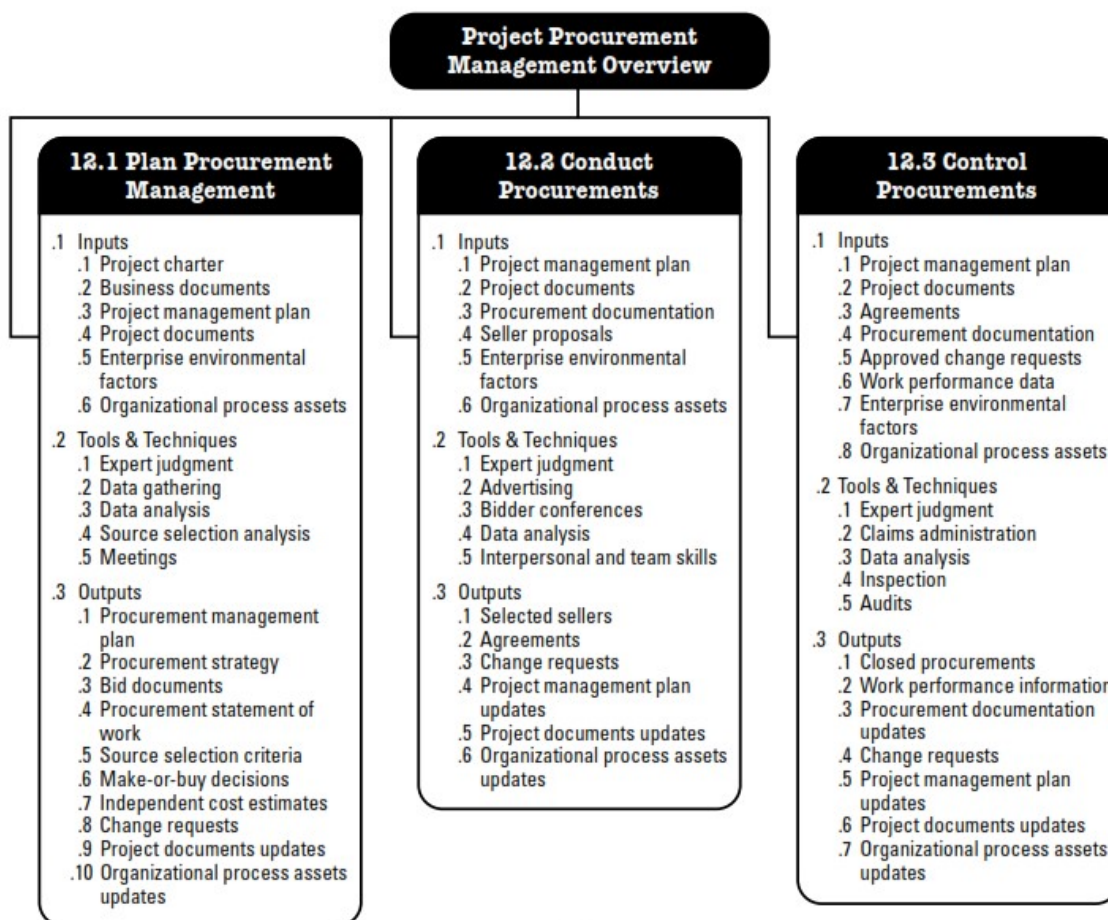 Project Procurement
Management Overview
12.1 Plan Procurement
Management
.1 Inputs
.1 Project charter
.2 Business documents
.3 Project management plan
.4 Project documents
.5 Enterprise environmental
factors
.6 Organizational process assets
.2 Tools & Techniques
.1 Expert judgment
.2 Data gathering
.3 Data analysis
.4 Source selection analysis
.5 Meetings
.3 Outputs
.1 Procurement management
plan
.2 Procurement strategy
.3 Bid documents
.4 Procurement statement of
work
.5 Source selection criteria
.6 Make-or-buy decisions
.7 Independent cost estimates
.8 Change requests
.9 Project documents updates
.10 Organizational process assets
updates
12.2 Conduct
Procurements
.1 Inputs
.1 Project management plan
.2 Project documents
.3 Procurement documentation
.4 Seller proposals
.5 Enterprise environmental
factors
.6 Organizational process assets
.2 Tools & Techniques
.1 Expert judgment
.2 Advertising
.3 Bidder conferences
.4 Data analysis
.5 Interpersonal and team skills
.3 Outputs
.1 Selected sellers
.2 Agreements
.3 Change requests
.4 Project management plan
updates
.5 Project documents updates
.6 Organizational process assets
updates
12.3 Control
Procurements
.1 Inputs
.1 Project management plan
.2 Project documents
.3 Agreements
.4 Procurement documentation
.5 Approved change requests
.6 Work performance data
.7 Enterprise environmental
factors
.8 Organizational process assets
.2 Tools & Techniques
.1 Expert judgment
.2 Claims administration
.3 Data analysis
.4 Inspection
.5 Audits
.3 Outputs
.1 Closed procurements
.2 Work performance information
.3 Procurement documentation
updates
.4 Change requests
.5 Project management plan
updates
.6 Project documents updates
.7 Organizational process assets
updates